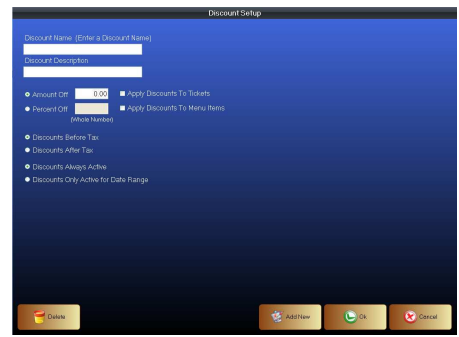 Discount Setup
Discount Name (Enter a Discount Name)
Discount Description
Amount Off 0.00 Apply Discounts To Tickets
Percent Off Apply Discounts To Menu Items
(Whole Number)
Discounts Before Tax
Discounts After Tax
Discounts Always Active
Discounts Only Active for Date Range
Delete Add New Ok Cancel